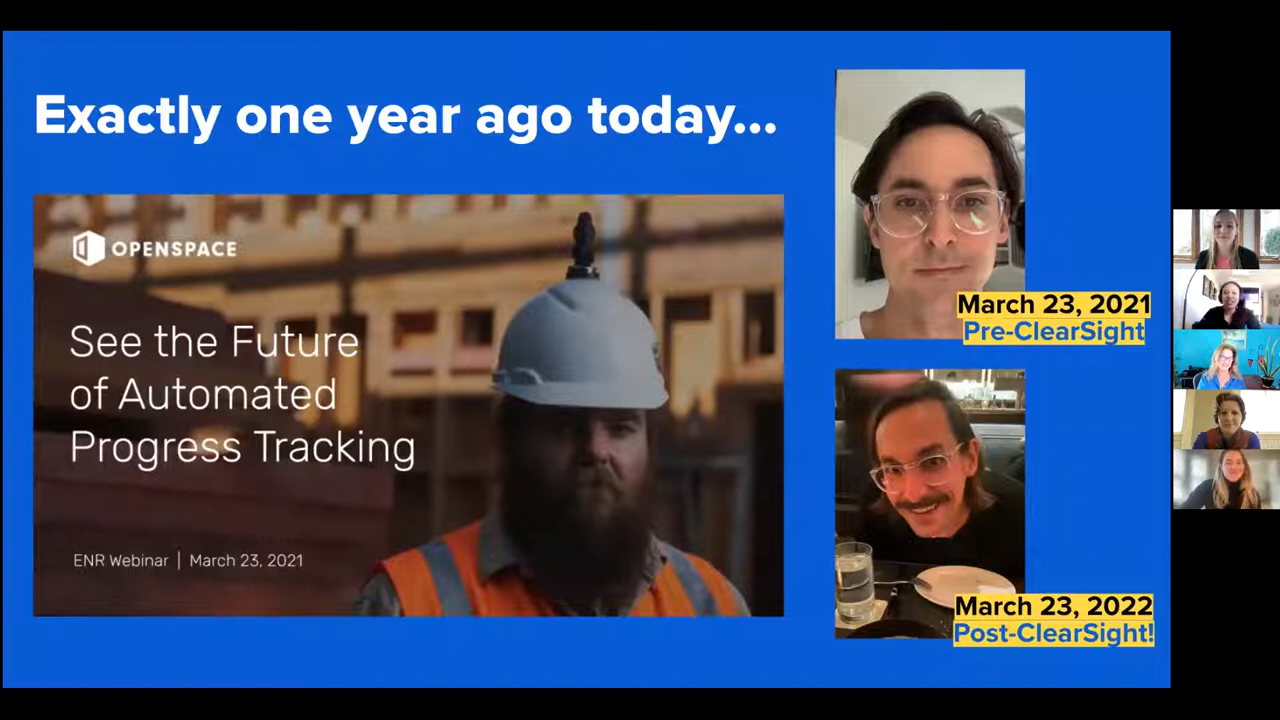 Exactly one year ago today...
OPENSPACE
See the Future
of Automated
Progress Tracking
ENR Webinar | March 23, 2021
March 23, 2021
Pre-ClearSight
March 23, 2022
Post-ClearSight!